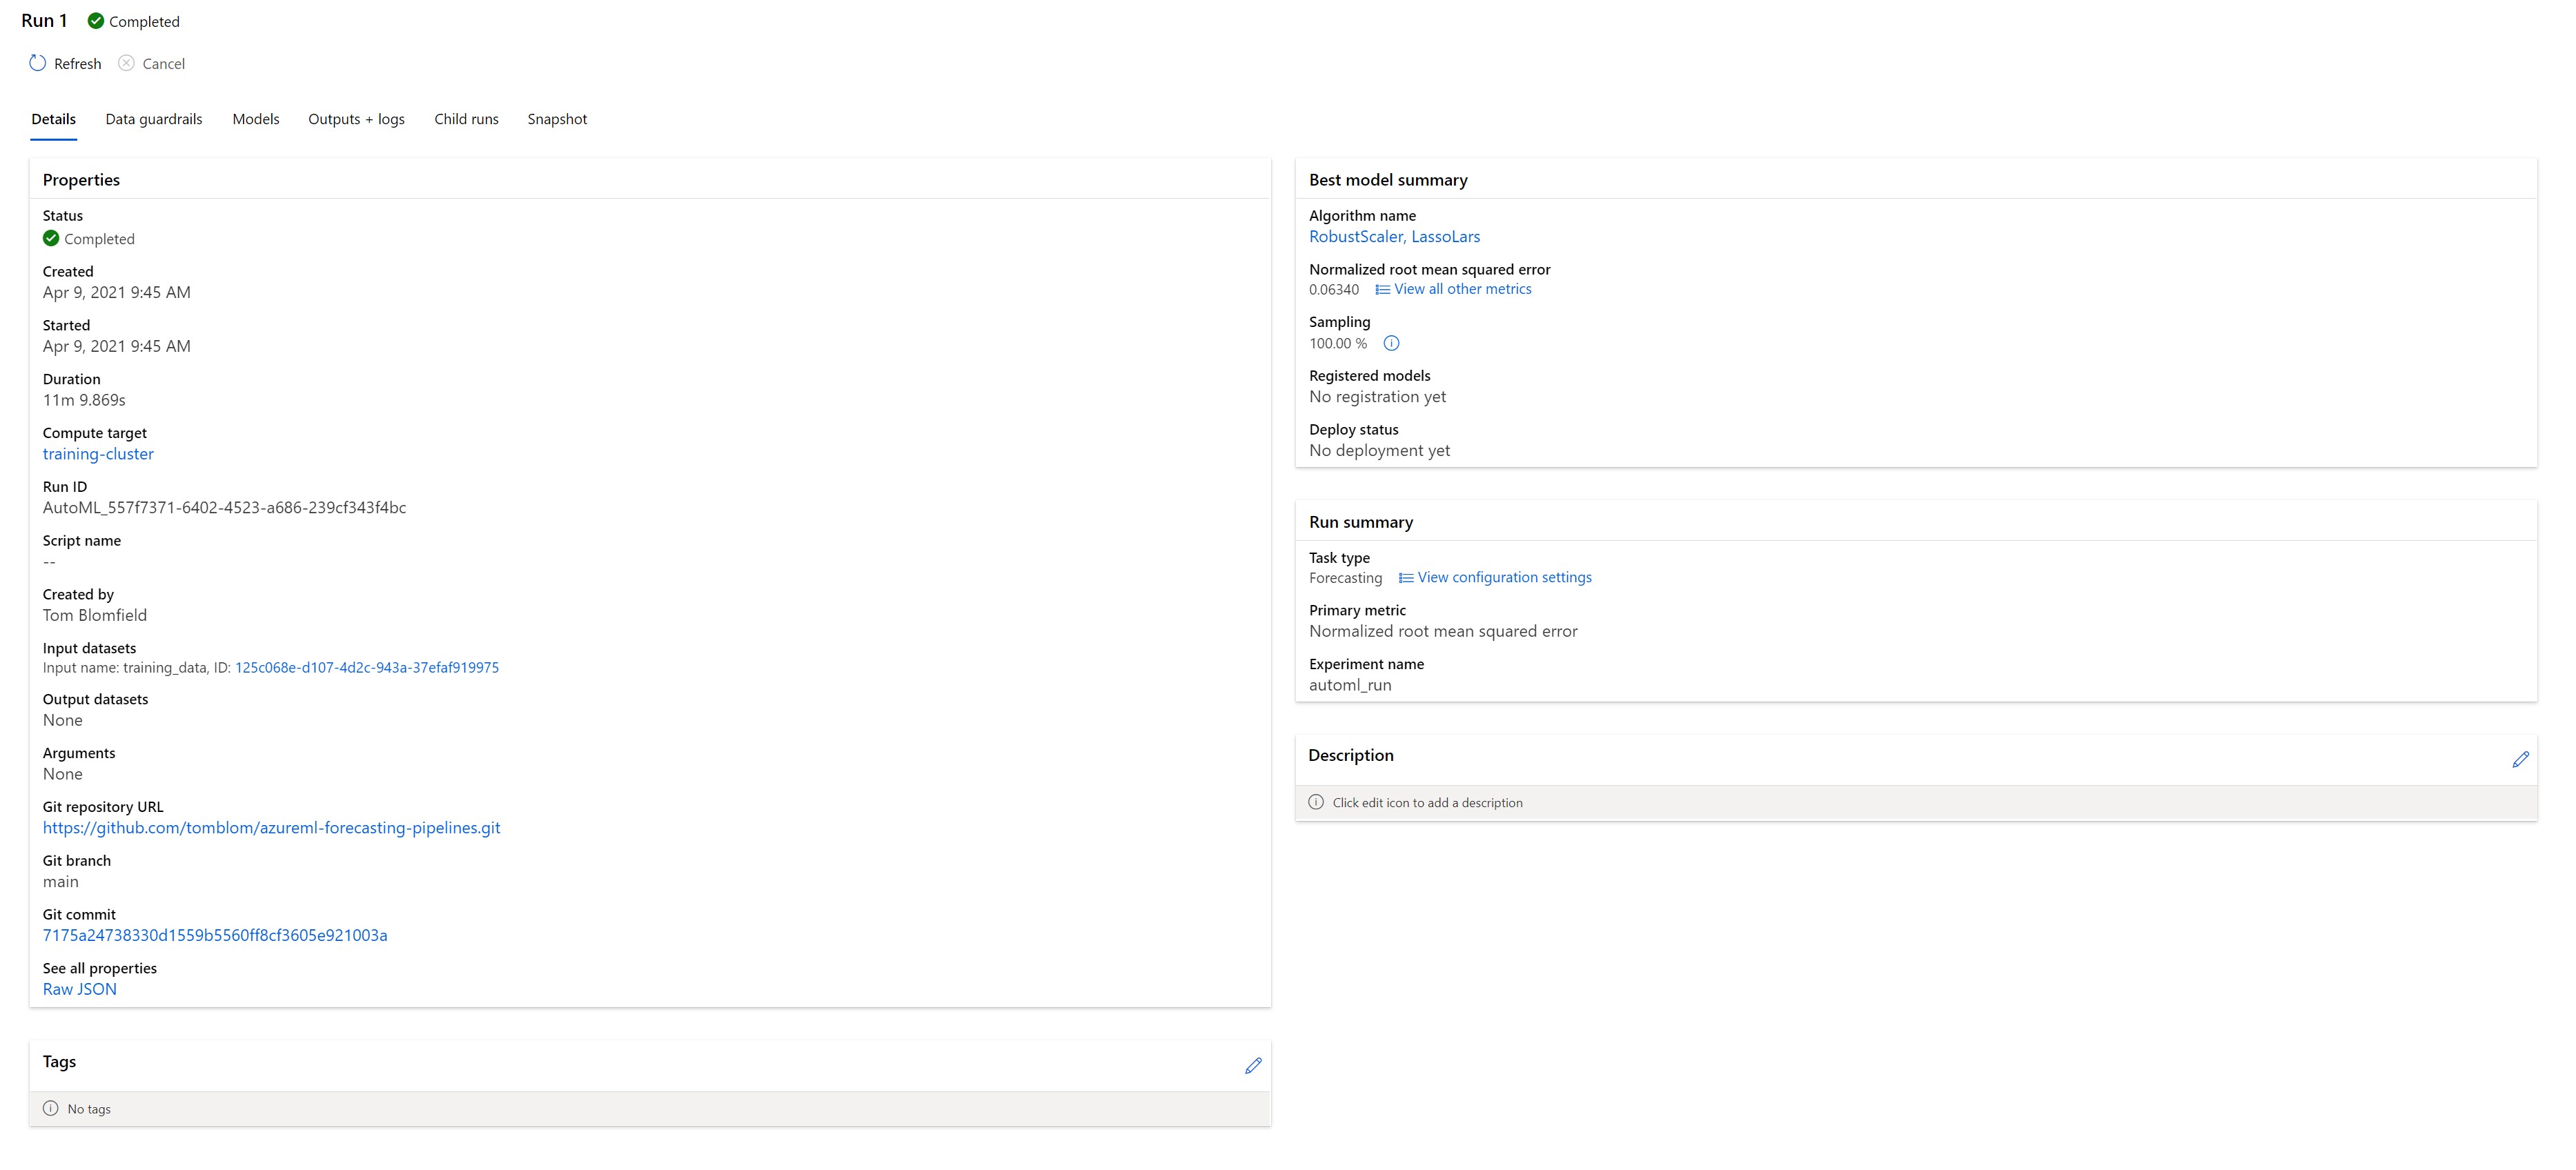 Run 1 Completed
Refresh Cancel
Details Data guardrails Models Outputs + logs Child runs Snapshot
Properties
Status
Completed
Created
Apr 9, 2021 9:45 AM
Started
Apr 9, 2021 9:45 AM
Duration
11m 9.869s
Compute target
training-cluster
Run ID
AutoML_557f7371-6402-4523-a686-239cf343f4bc
Script name
--
Created by
Tom Blomfield
Input datasets
Input name: training_data, ID: 125c068e-d107-4d2c-943a-37efaf919975
Output datasets
None
Arguments
None
Git repository URL
https://github.com/tomblom/azureml-forecasting-pipelines.git
Git branch
main
Git commit
7175a24738330d1559b5560ff8cf3605e921003a
See all properties
Raw JSON
Tags
No tags
Best model summary
Algorithm name
RobustScaler, LassoLars
Normalized root mean squared error
0.06340 View all other metrics
Sampling
100.00 %
Registered models
No registration yet
Deploy status
No deployment yet
Run summary
Task type
Forecasting View configuration settings
Primary metric
Normalized root mean squared error
Experiment name
automl_run
Description
Click edit icon to add a description